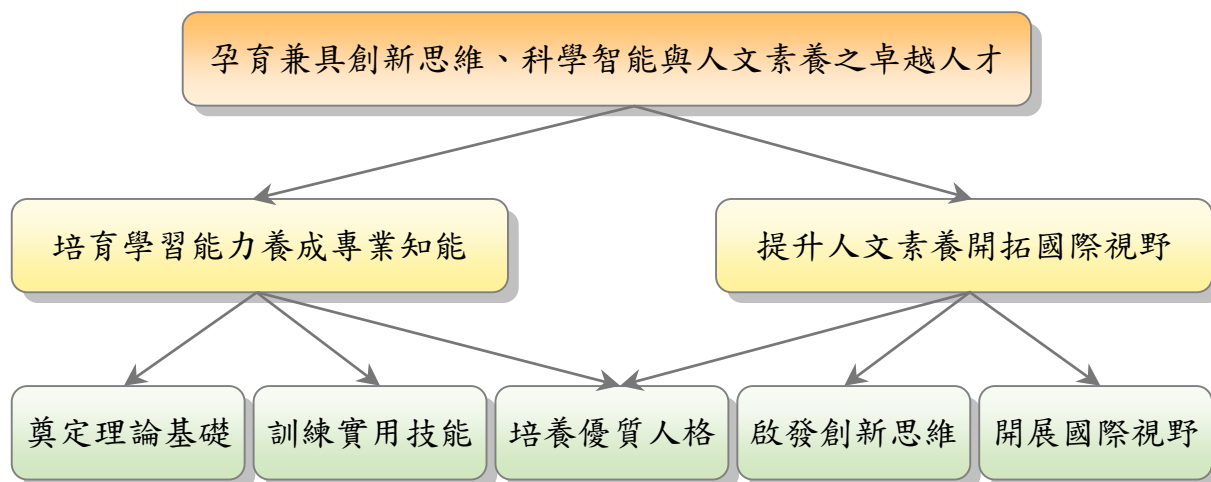 孕育兼具創新思維、科學智能與人文素養之卓越人才
培育學習能力養成專業知能
提升人文素養開拓國際視野
奠定理論基礎
訓練實用技能
培養優質人格
啟發創新思維
開展國際視野